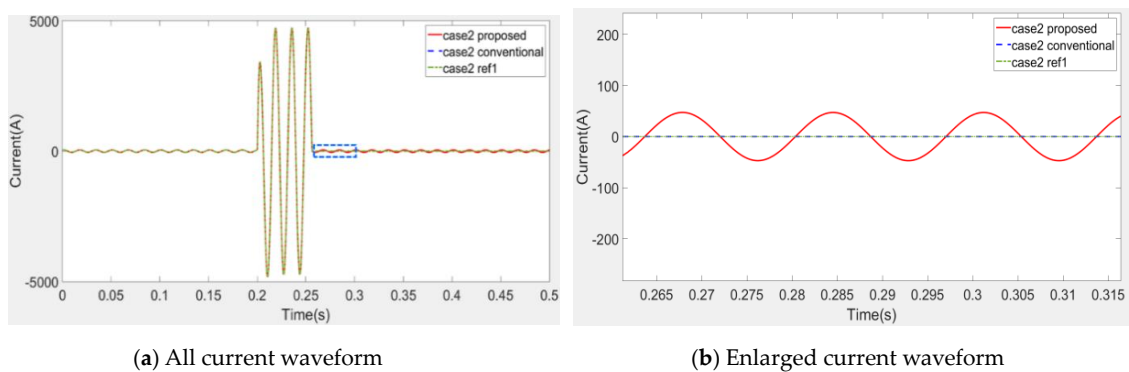 5000
0
-5000
Current(A)
case2 proposed
case2 conventional
case2 ref1
0 0.05 0.1 0.15 0.2 0.25 0.3 0.35 0.4 0.45 0.5
Time(s)
(a) All current waveform
200
100
0
-100
-200
Current(A)
case2 proposed
case2 conventional
case2 ref1
0.265 0.27 0.275 0.28 0.285 0.29 0.295 0.3 0.305 0.31 0.315
Time(s)
(b) Enlarged current waveform